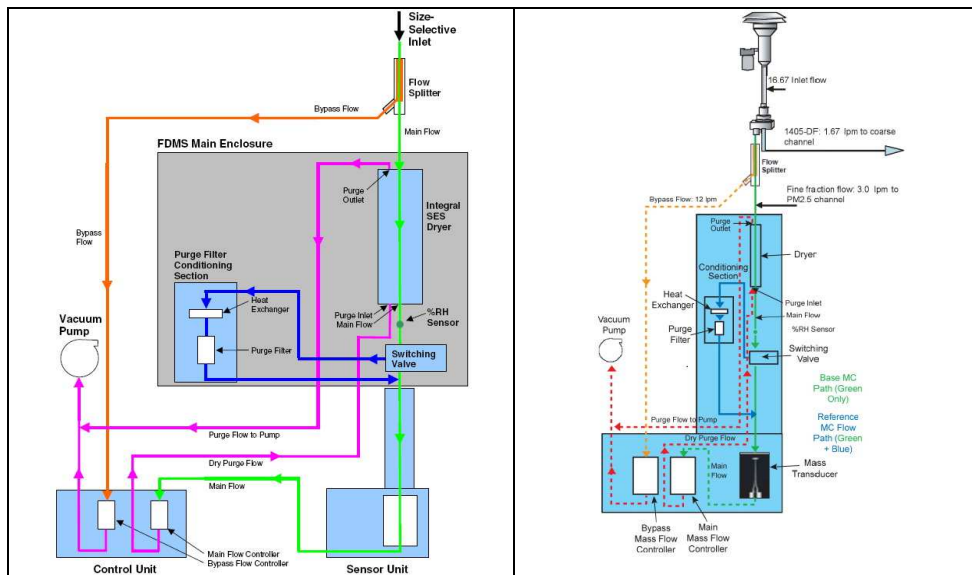 Size-
Selective
Inlet
Flow
Splitter
Bypass Flow
Main Flow
FDMS Main Enclosure
Purge
Outlet
Integral
SES
Dryer
Bypass
Flow
Purge Filter
Conditioning
Section
Heat
Exchanger
Purge Inlet
Main Flow
%RH
Sensor
Vacuum
Pump
Purge Filter
Switching
Valve
Purge Flow to Pump
Dry Purge Flow
Main Flow
Main Flow Controller
Bypass Flow Controller
Control Unit
Sensor Unit
16.67 Inlet flow
1405-DF: 1.67 lpm to coarse
channel
Flow
Splitter
Bypass Flow: 12 lpm
Fine fraction flow: 3.0 lpm to
PM2.5 channel
Purge
Outlet
Dryer
Conditioning
Section
Heat
Exchanger
Purge Inlet
Main Flow
%RH Sensor
Vacuum
Pump
Purge
Filter
Switching
Valve
Base MC
Path (Green
Only)
Reference
MC Flow
Path (Green
+ Blue)
Purge Flow to Pump
Dry Purge Flow
Main
Flow
Mass
Transducer
Bypass
Mass Flow
Controller
Main
Mass Flow
Controller